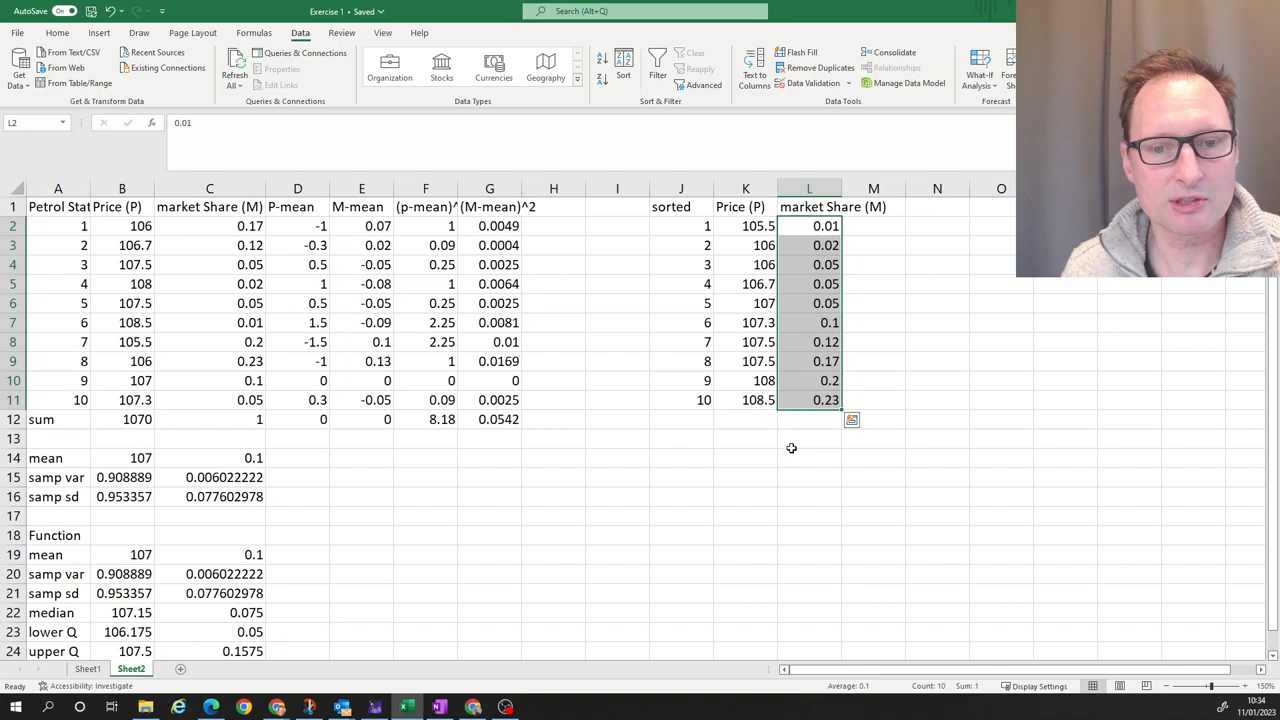 AutoSave On Exercise 1 • Saved Search (Alt+Q)
File Home Insert Draw Page Layout Formulas Data Review View Help
Get Data From Text/CSV From Web From Table/Range Recent Sources Existing Connections
Refresh All Queries & Connections Properties Edit Links
Organization Stocks Currencies Geography
Sort Filter Clear Reapply Advanced
Text to Columns Flash Fill Remove Duplicates Data Validation Consolidate Relationships Manage Data Model
What-If Analysis
Get & Transform Data Queries & Connections Data Types Sort & Filter Data Tools Forecast
L2 fx 0.01
A B C D E F G H I J K L M N O
1 Petrol Stat Price (P) market Share (M) P-mean M-mean (p-mean)^ (M-mean)^2 sorted Price (P) market Share (M)
2 1 106 0.17 -1 0.07 1 0.0049 1 105.5 0.01
3 2 106.7 0.12 -0.3 0.02 0.09 0.0004 2 106 0.02
4 3 107.5 0.05 0.5 -0.05 0.25 0.0025 3 106 0.05
5 4 108 0.02 1 -0.08 1 0.0064 4 106.7 0.05
6 5 107.5 0.05 0.5 -0.05 0.25 0.0025 5 107 0.05
7 6 108.5 0.01 1.5 -0.09 2.25 0.0081 6 107.3 0.1
8 7 105.5 0.2 -1.5 0.1 2.25 0.01 7 107.5 0.12
9 8 106 0.23 -1 0.13 1 0.0169 8 107.5 0.17
10 9 107 0.1 0 0 0 0 9 108 0.2
11 10 107.3 0.05 0.3 -0.05 0.09 0.0025 10 108.5 0.23
12 sum 1070 1 0 0 8.18 0.0542
13
14 mean 107 0.1
15 samp var 0.908889 0.006022222
16 samp sd 0.953357 0.077602978
17
18 Function
19 mean 107 0.1
20 samp var 0.908889 0.006022222
21 samp sd 0.953357 0.077602978
22 median 107.15 0.075
23 lower Q 106.175 0.05
24 upper Q 107.5 0.1575
Sheet1 Sheet2
Ready Accessibility: Investigate Average: 0.1 Count: 10 Sum: 1 Display Settings 150%
10:34
11/01/2023